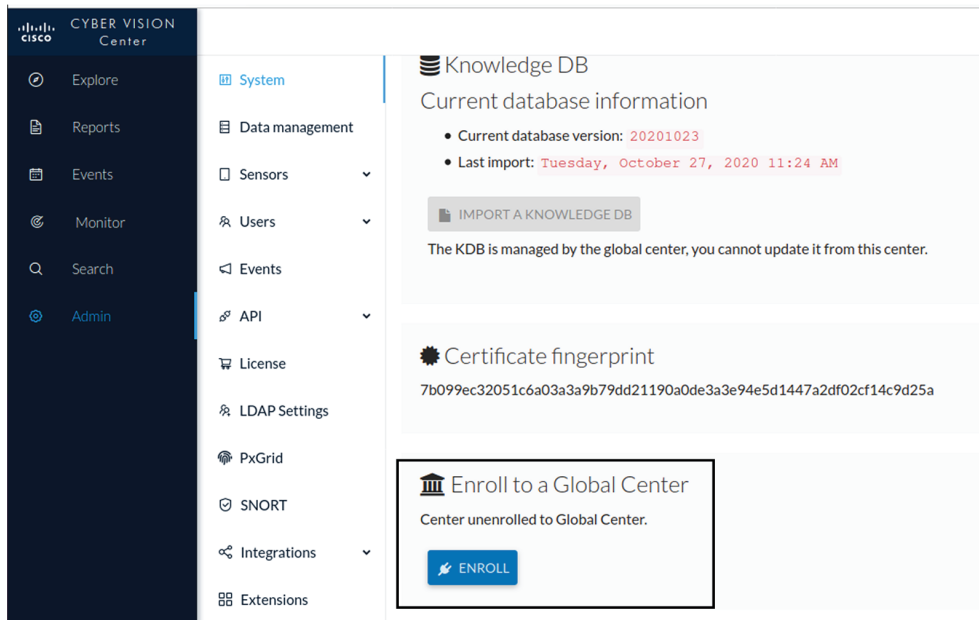 CISCO
CYBER VISION
Center
Explore
Reports
Events
Monitor
Search
Admin
System
Data management
Sensors
Users
Events
API
License
LDAP Settings
PxGrid
SNORT
Integrations
Extensions
Knowledge DB
Current database information
• Current database version: 20201023
• Last import: Tuesday, October 27, 2020 11:24 AM
IMPORT A KNOWLEDGE DB
The KDB is managed by the global center, you cannot update it from this center.
Certificate fingerprint
7b099ec32051c6a03a3a9b79dd21190a0de3a3e94e5d1447a2df02cf14c9d25a
Enroll to a Global Center
Center unenrolled to Global Center.
ENROLL